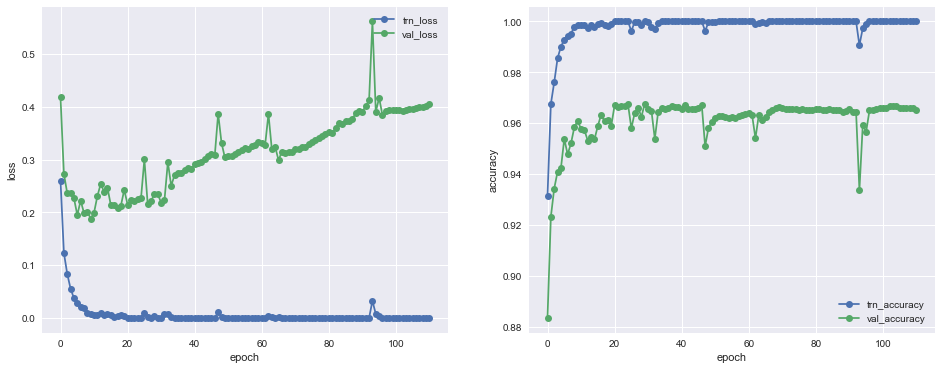 0.5
0.4
0.3
0.2
0.1
0.0
loss
0 20 40 60 80 100
epoch
trn_loss
val_loss
1.00
0.98
0.96
0.94
0.92
0.90
0.88
accuracy
0 20 40 60 80 100
epoch
trn_accuracy
val_accuracy